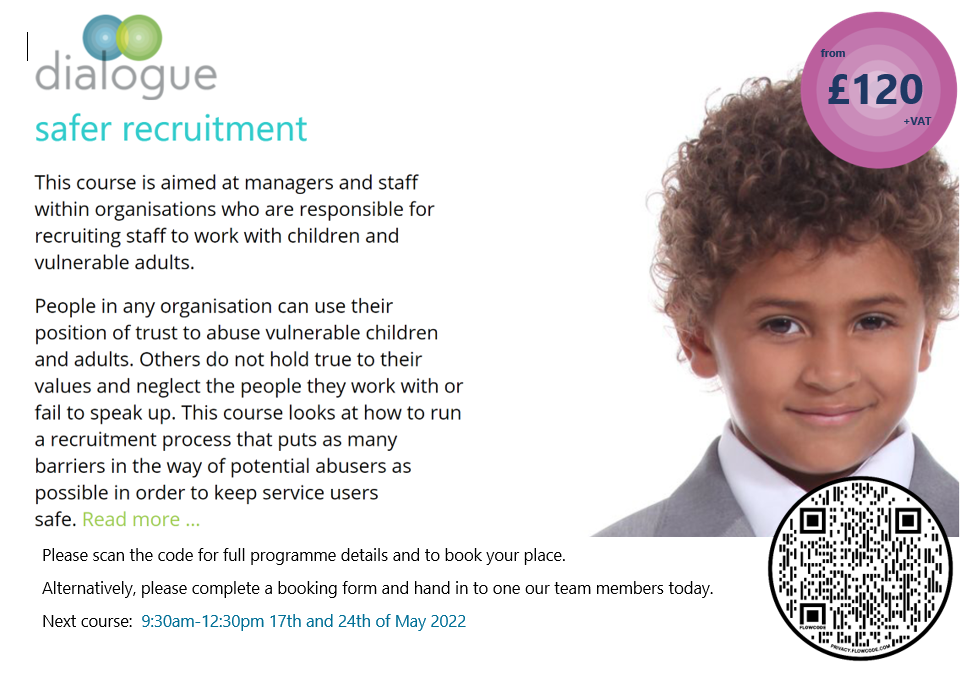 dialogue
from
£120
+VAT
safer recruitment
This course is aimed at managers and staff
within organisations who are responsible for
recruiting staff to work with children and
vulnerable adults.
People in any organisation can use their
position of trust to abuse vulnerable children
and adults. Others do not hold true to their
values and neglect the people they work with or
fail to speak up. This course looks at how to run
a recruitment process that puts as many
barriers in the way of potential abusers as
possible in order to keep service users
safe. Read more ...
Please scan the code for full programme details and to book your place.
Alternatively, please complete a booking form and hand in to one our team members today.
Next course: 9:30am-12:30pm 17th and 24th of May 2022
FLOWCODE
PRIVACY.FLOWCODE.COM